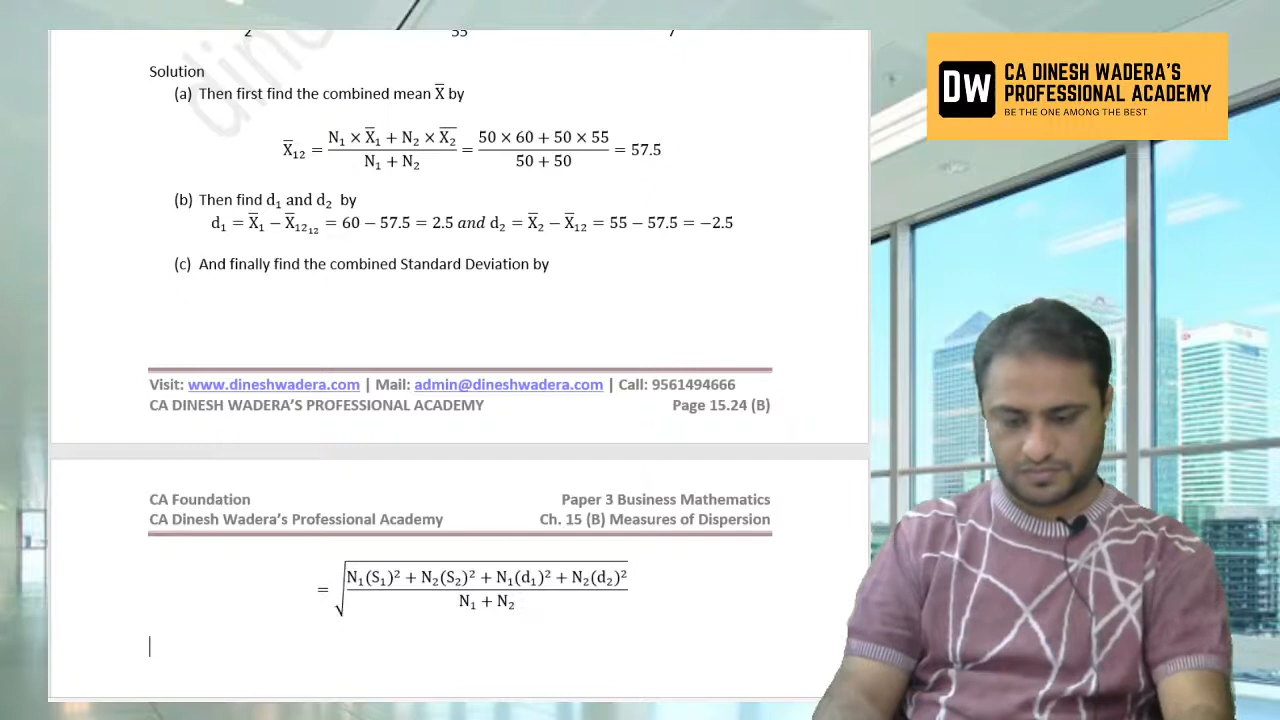 2 55 7
Solution
(a) Then first find the combined mean X̅ by
X̅₁₂ = (N₁ × X̅₁ + N₂ × X̅₂)/(N₁ + N₂) = (50 × 60 + 50 × 55)/(50 + 50) = 57.5
(b) Then find d₁ and d₂ by
d₁ = X̅₁ − X̅₁₂₁₂ = 60 − 57.5 = 2.5 and d₂ = X̅₂ − X̅₁₂ = 55 − 57.5 = −2.5
(c) And finally find the combined Standard Deviation by
Visit: www.dineshwadera.com | Mail: admin@dineshwadera.com | Call: 9561494666
CA DINESH WADERA'S PROFESSIONAL ACADEMY Page 15.24 (B)
CA Foundation Paper 3 Business Mathematics
CA Dinesh Wadera's Professional Academy Ch. 15 (B) Measures of Dispersion
= √((N₁(S₁)² + N₂(S₂)² + N₁(d₁)² + N₂(d₂)²)/(N₁ + N₂))
DW
CA DINESH WADERA'S
PROFESSIONAL ACADEMY
BE THE ONE AMONG THE BEST